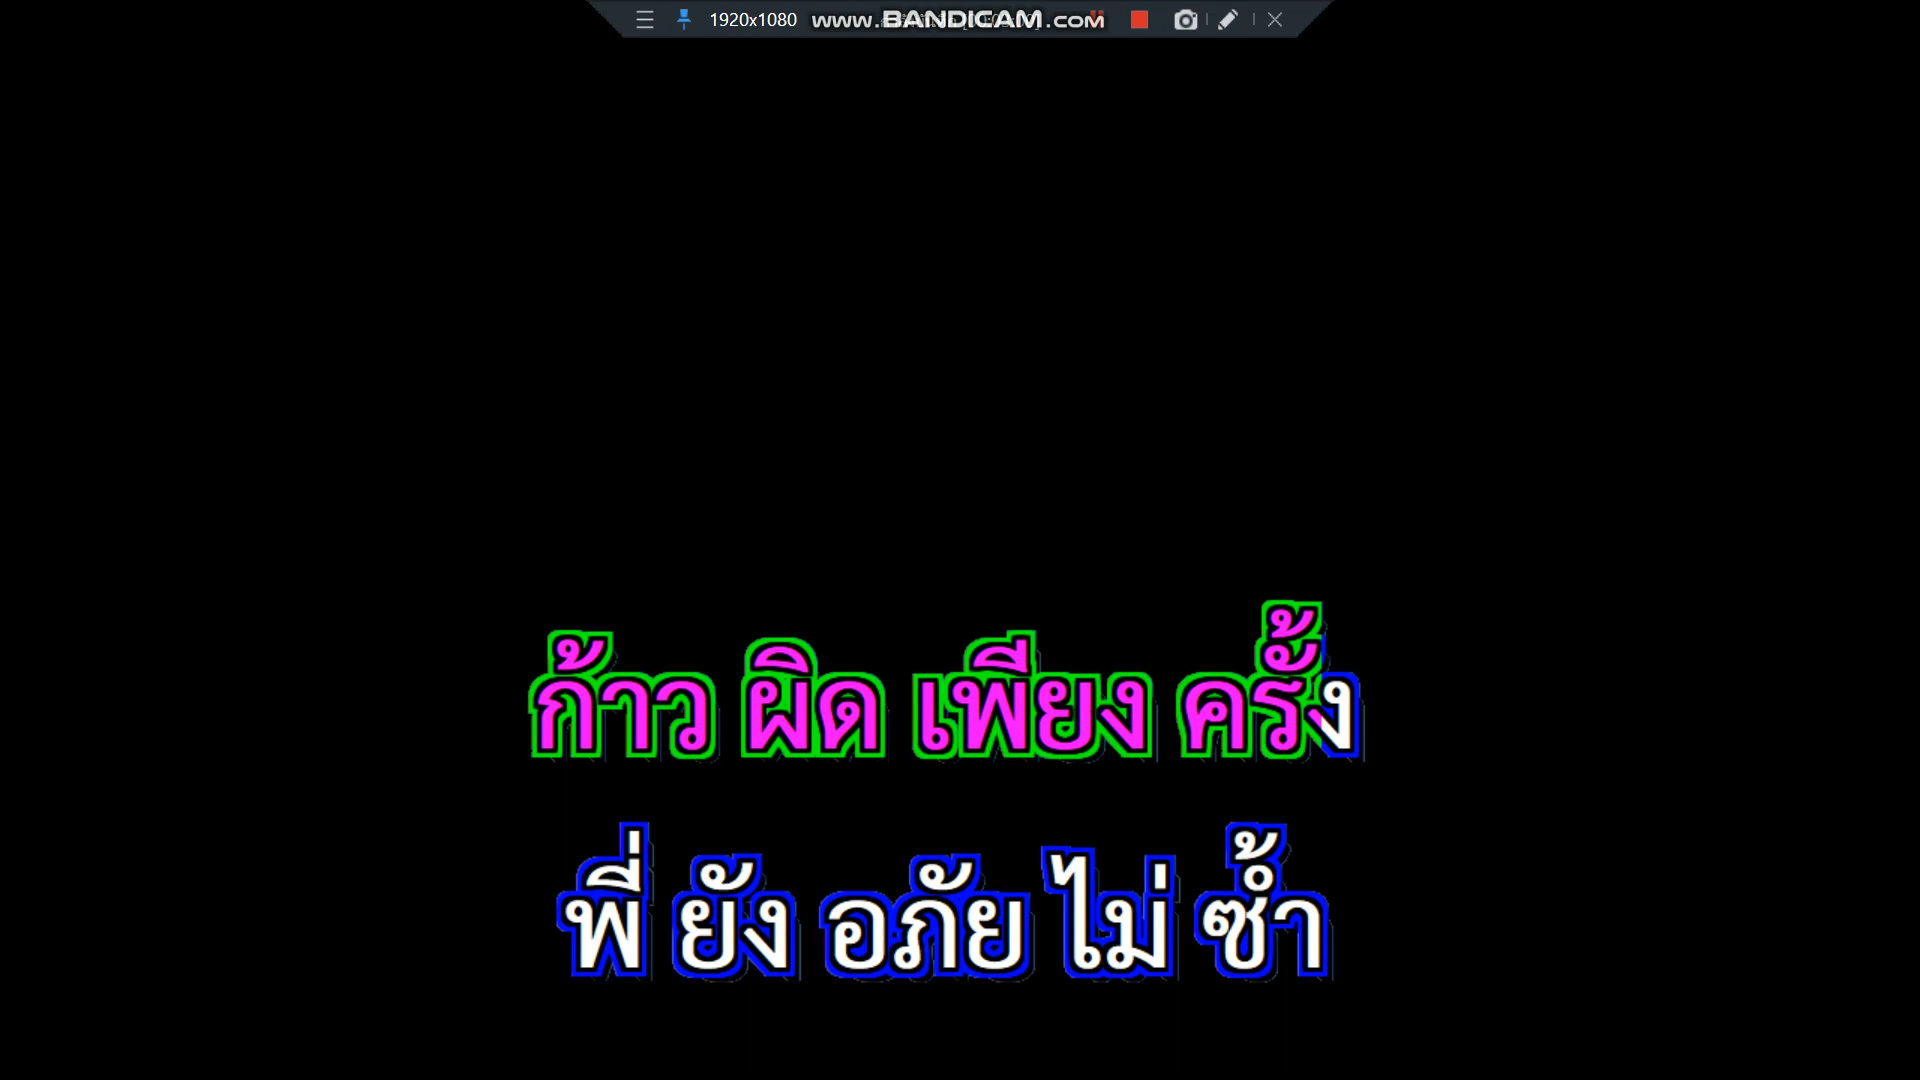 1920x1080 www.BANDICAM.com
ก้าว ผิด เพียง ครั้ง
พี่ ยัง อภัย ไม่ ซ้ำ